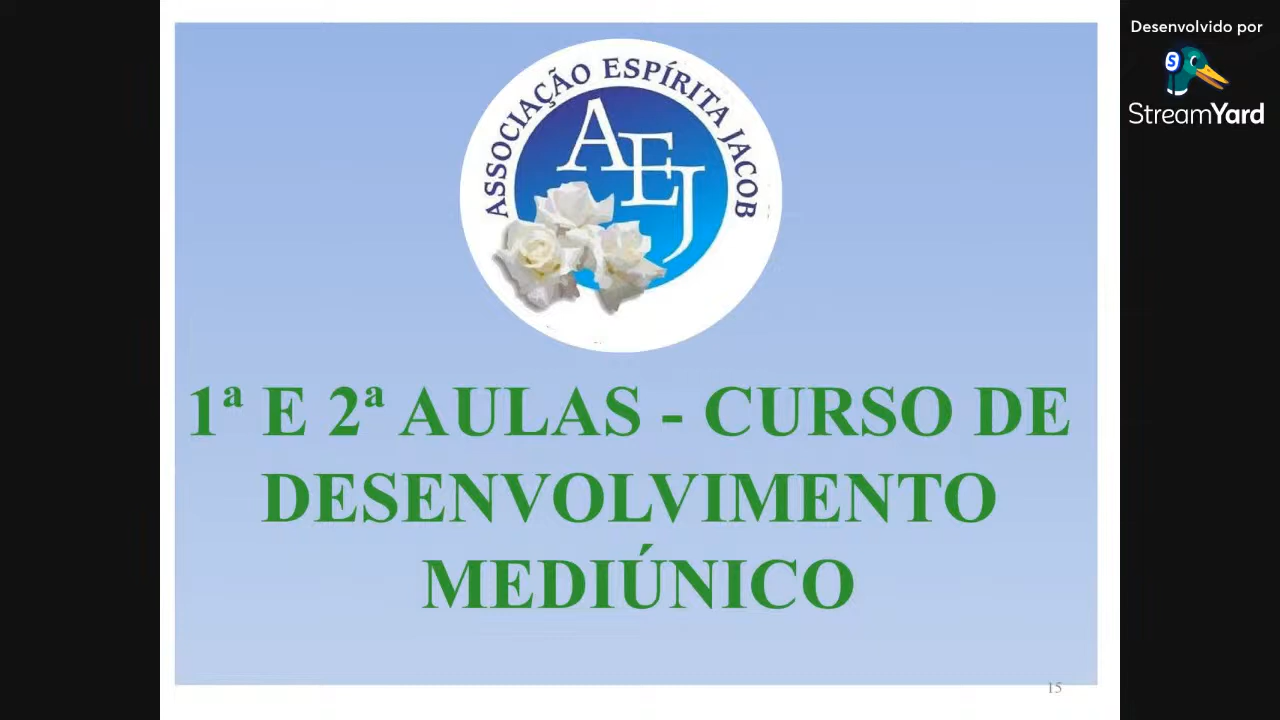 Desenvolvido por
StreamYard
ASSOCIAÇÃO ESPÍRITA JACOB
AEJ
1ª E 2ª AULAS - CURSO DE
DESENVOLVIMENTO
MEDIÚNICO
15